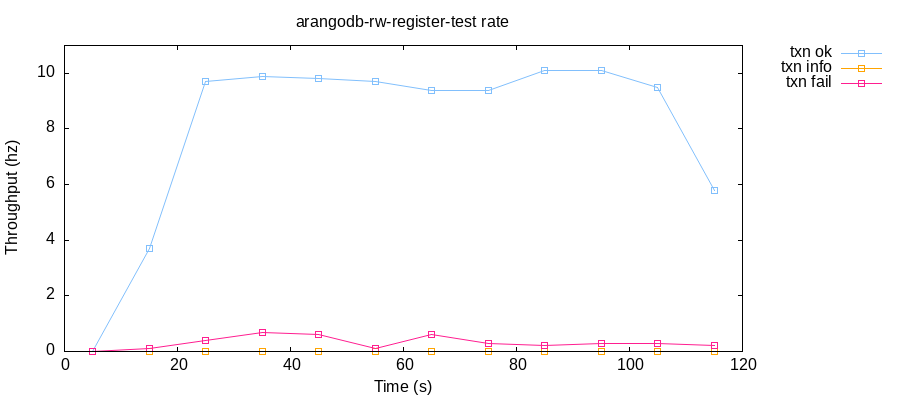 arangodb-rw-register-test rate
txn ok
txn info
txn fail
Throughput (hz)
10
8
6
4
2
0
0 20 40 60 80 100 120
Time (s)